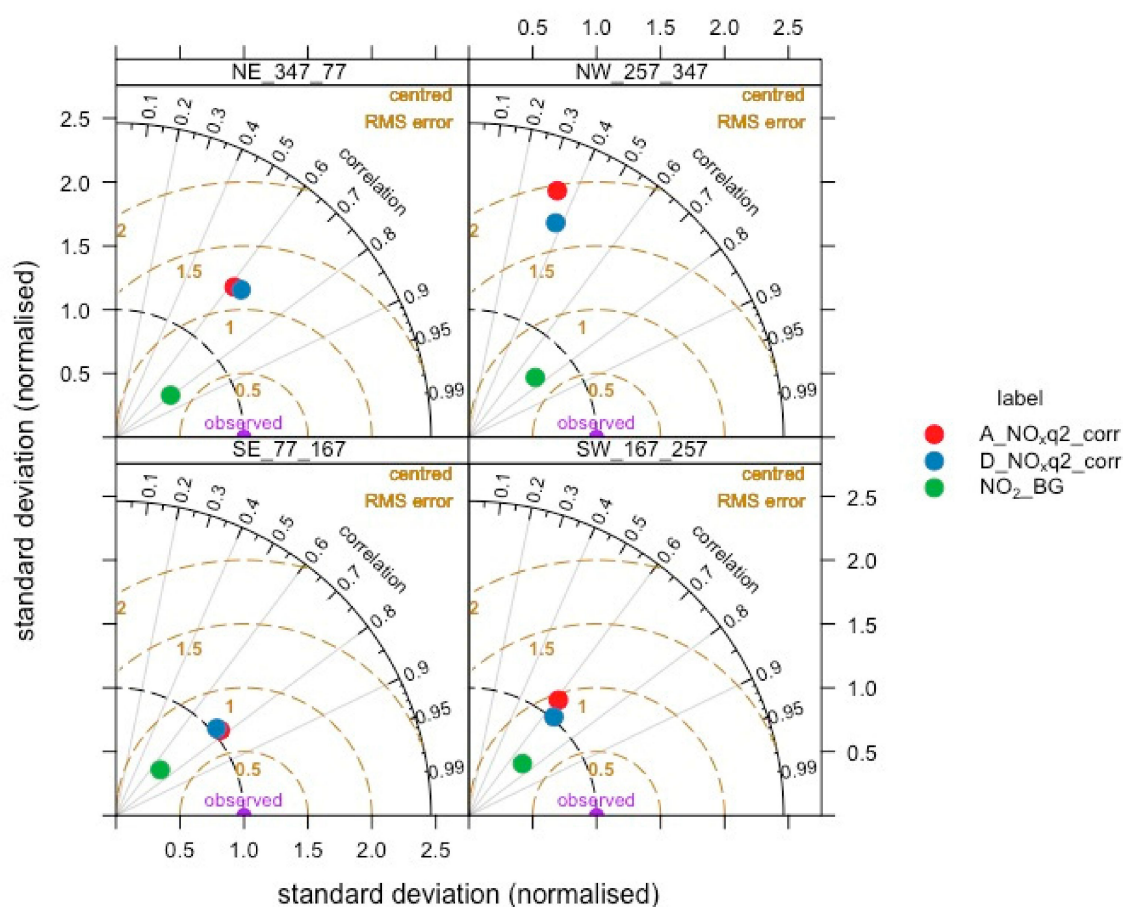 0.5 1.0 1.5 2.0 2.5
NE_347_77
NW_257_347
centred
RMS error
0.1 0.2 0.3 0.4 0.5 0.6 0.7 0.8 0.9 0.95 0.99
correlation
2
1.5
1
0.5
observed
centred
RMS error
0.1 0.2 0.3 0.4 0.5 0.6 0.7 0.8 0.9 0.95 0.99
correlation
2
1.5
1
0.5
observed
2.5
2.0
1.5
1.0
0.5
SE_77_167
SW_167_257
centred
RMS error
0.1 0.2 0.3 0.4 0.5 0.6 0.7 0.8 0.9 0.95 0.99
correlation
2
1.5
1
0.5
observed
centred
RMS error
0.1 0.2 0.3 0.4 0.5 0.6 0.7 0.8 0.9 0.95 0.99
correlation
2
1.5
1
0.5
observed
2.5
2.0
1.5
1.0
0.5
0.5 1.0 1.5 2.0 2.5
standard deviation (normalised)
standard deviation (normalised)
label
A_NOₓq2_corr
D_NOₓq2_corr
NO₂_BG